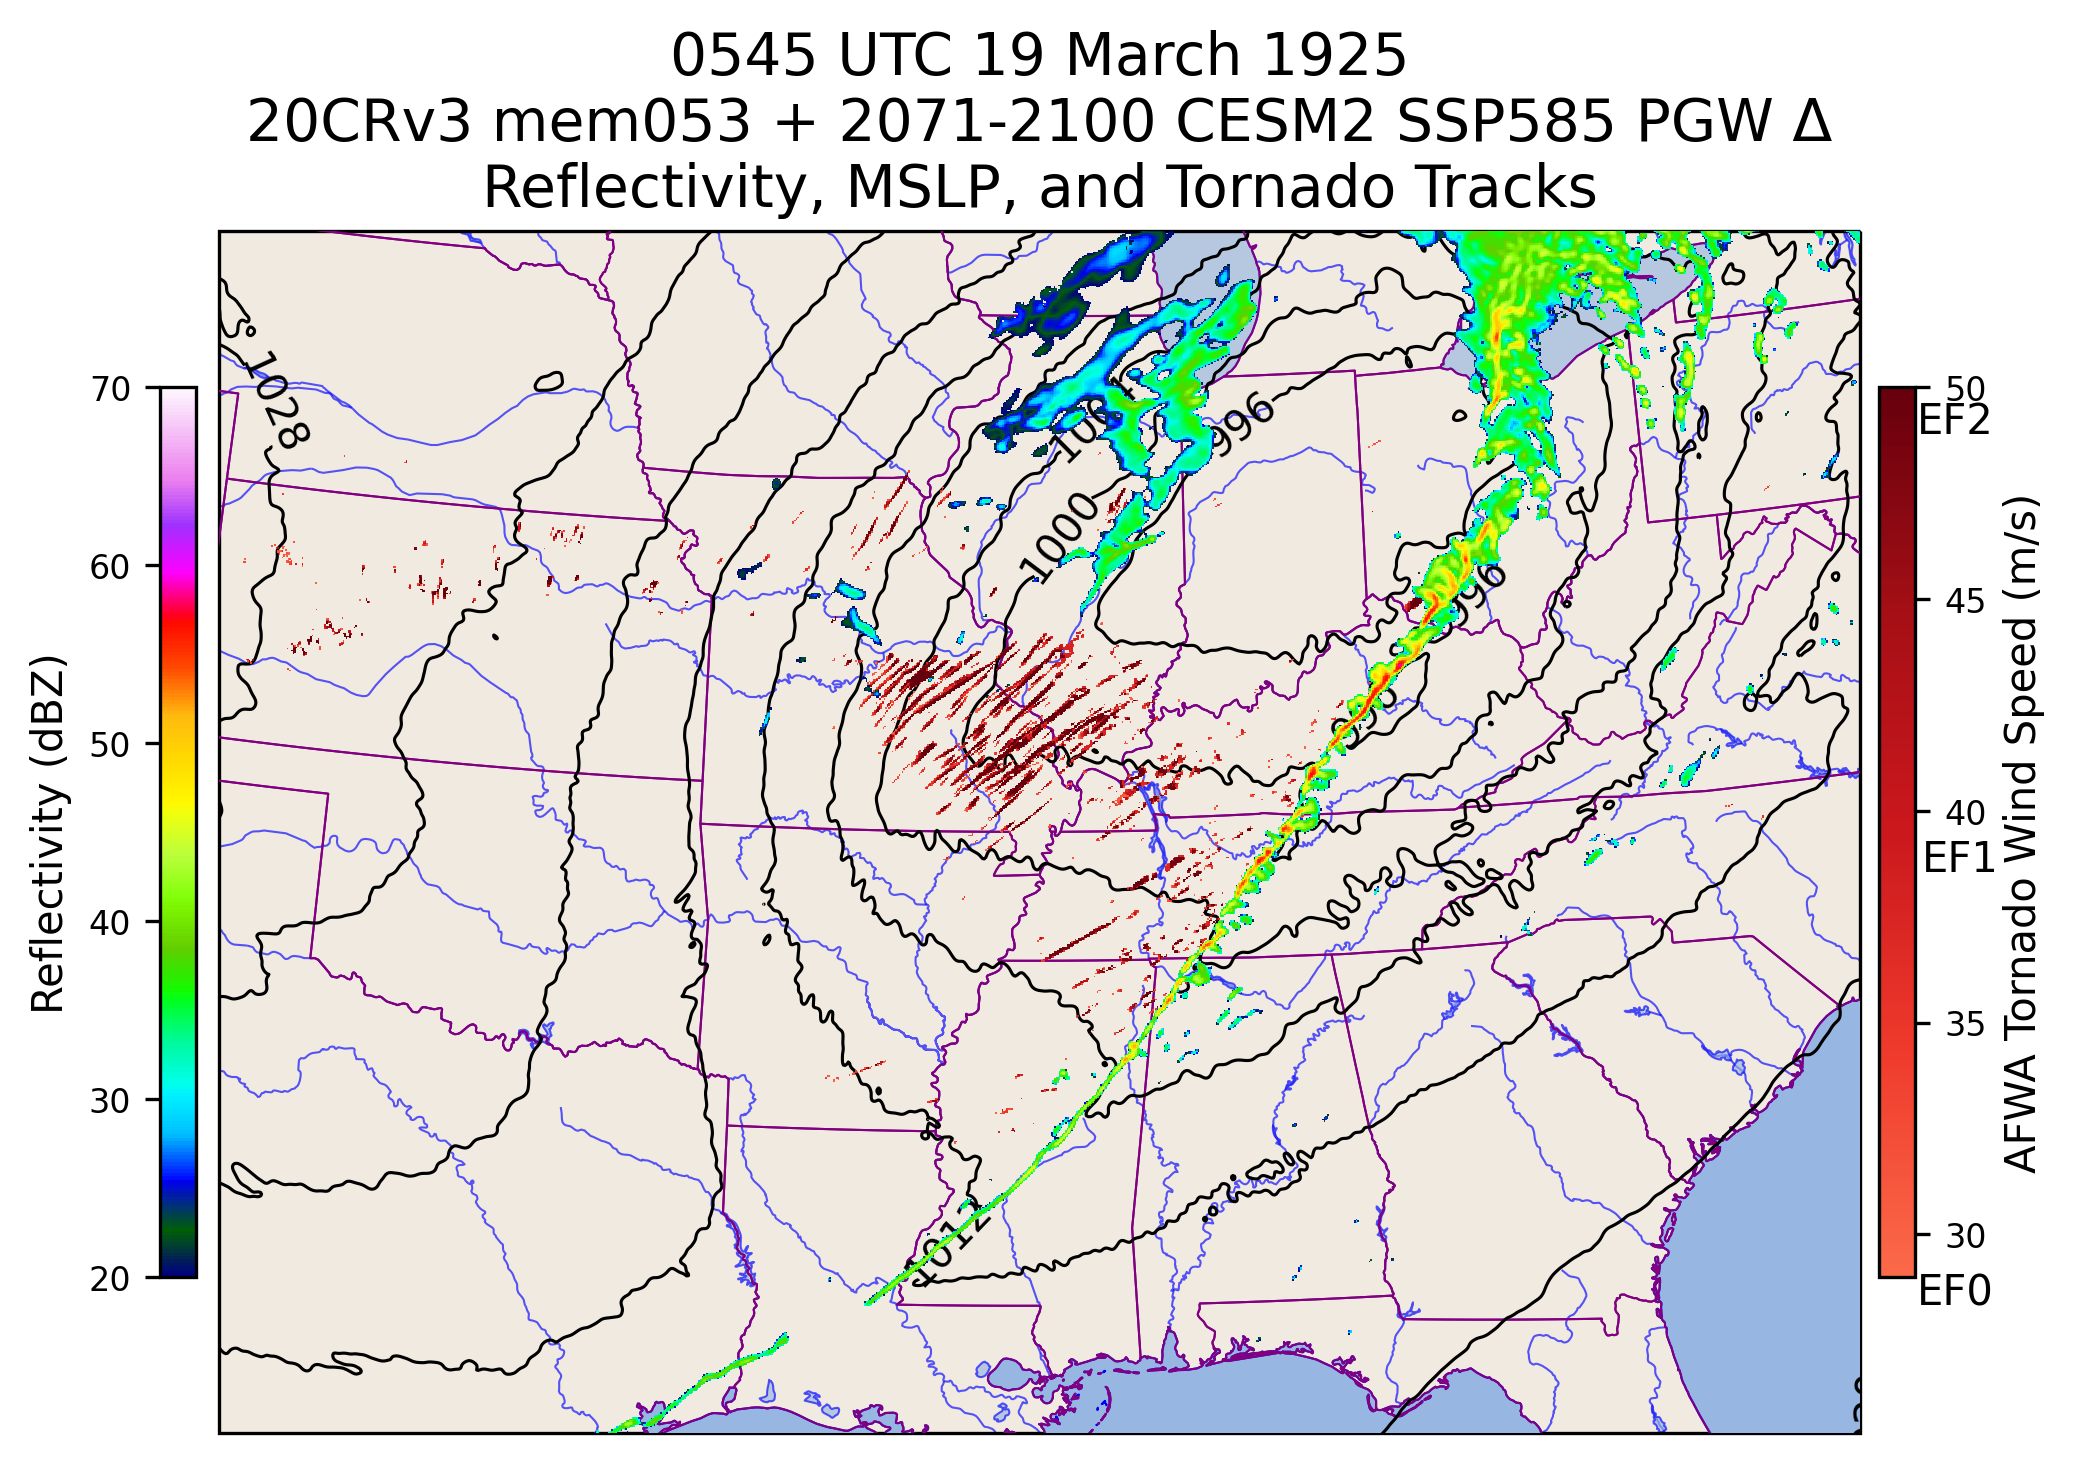 0545 UTC 19 March 1925
20CRv3 mem053 + 2071-2100 CESM2 SSP585 PGW Δ
Reflectivity, MSLP, and Tornado Tracks
Reflectivity (dBZ)
70
60
50
40
30
20
1028
1004
996
1000
996
1012
50
EF2
45
40
EF1
35
30
EF0
AFWA Tornado Wind Speed (m/s)